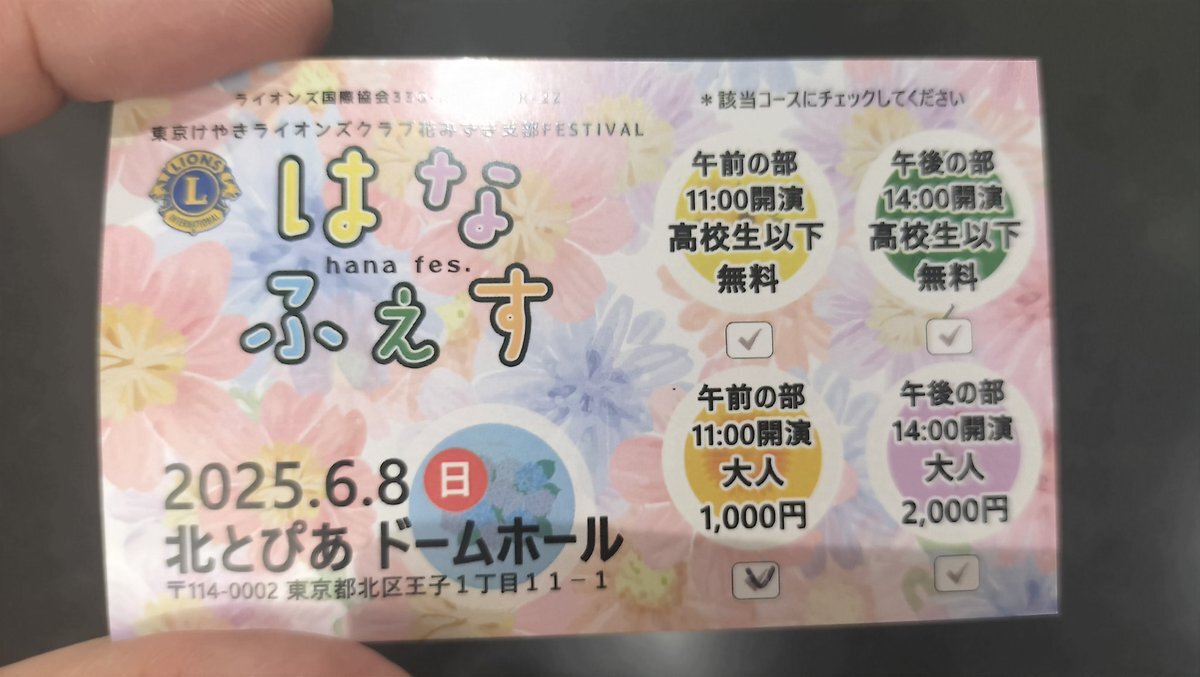 ライオンズ国際協会33
R-2Z
＊該当コースにチェックしてください
東京けやきライオンズクラブ花みずき支部FESTIVAL
LIONS
L
INTERNATIONAL
はな
hana fes.
ふぇす
2025.6.8 日
北とぴあ ドームホール
〒114-0002 東京都北区王子１丁目１１－１
午前の部
11:00開演
高校生以下
無料
午後の部
14:00開演
高校生以下
無料
午前の部
11:00開演
大人
1,000円
午後の部
14:00開演
大人
2,000円